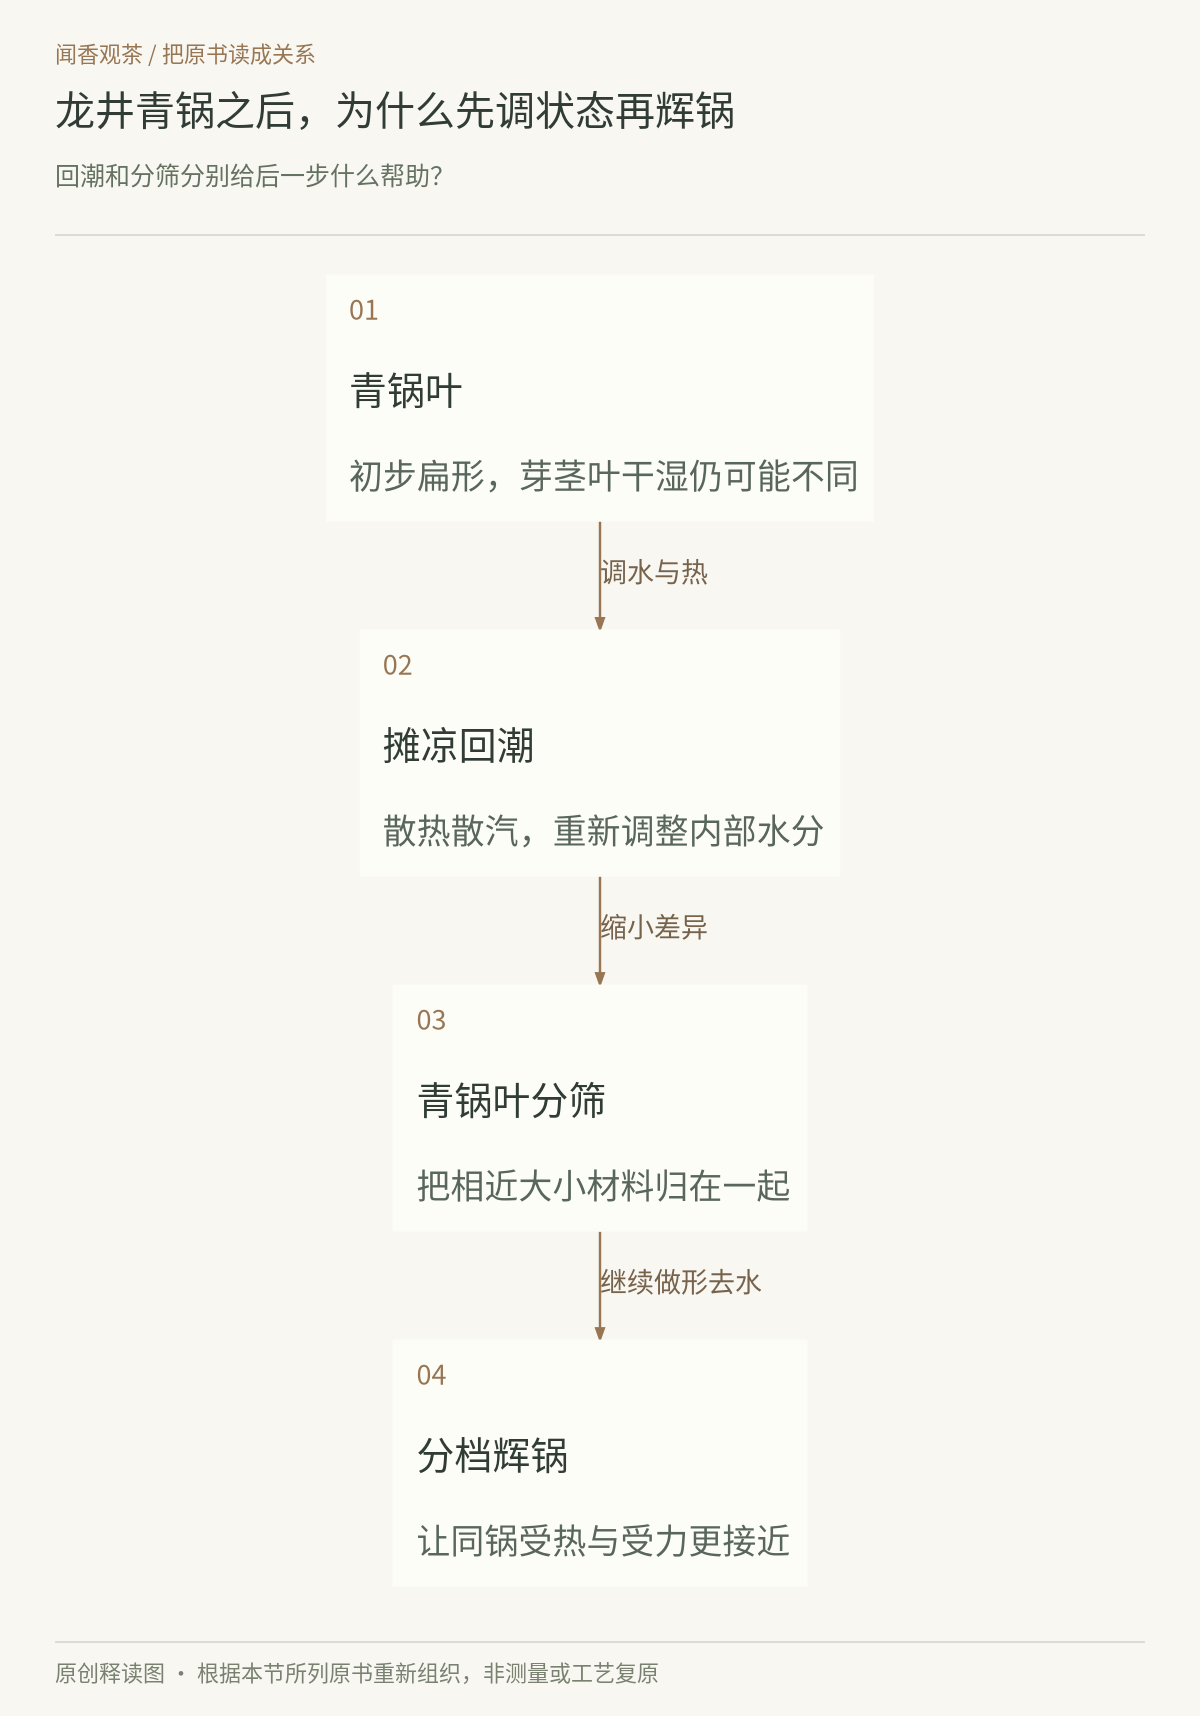 闻香观茶 / 把原书读成关系
龙井青锅之后，为什么先调状态再辉锅
回潮和分筛分别给后一步什么帮助？
01
青锅叶
初步扁形，芽茎叶干湿仍可能不同
调水与热
02
摊凉回潮
散热散汽，重新调整内部水分
缩小差异
03
青锅叶分筛
把相近大小材料归在一起
继续做形去水
04
分档辉锅
让同锅受热与受力更接近
原创释读图 · 根据本节所列原书重新组织，非测量或工艺复原